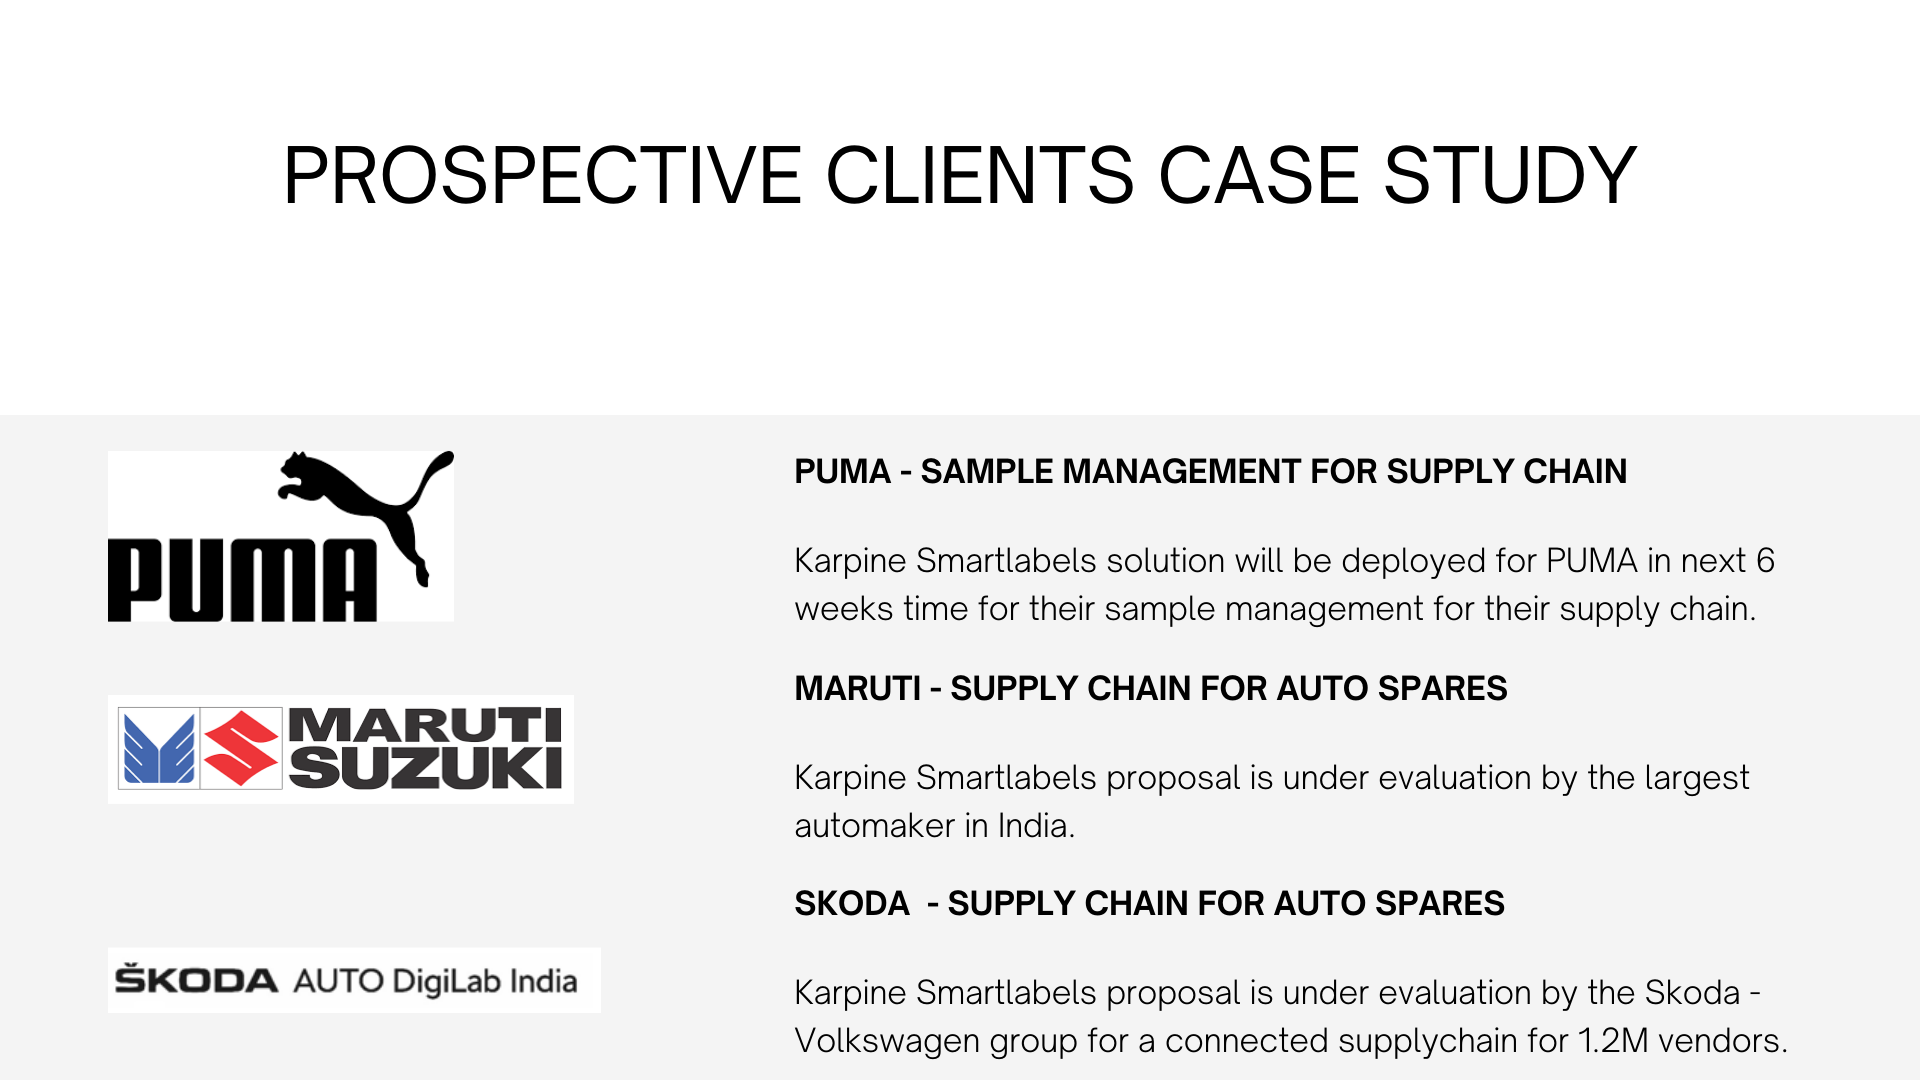 PROSPECTIVE CLIENTS CASE STUDY
PUMA
PUMA - SAMPLE MANAGEMENT FOR SUPPLY CHAIN
Karpine Smartlabels solution will be deployed for PUMA in next 6
weeks time for their sample management for their supply chain.
MARUTI
SUZUKI
MARUTI - SUPPLY CHAIN FOR AUTO SPARES
Karpine Smartlabels proposal is under evaluation by the largest
automaker in India.
ŠKODA AUTO DigiLab India
SKODA  - SUPPLY CHAIN FOR AUTO SPARES
Karpine Smartlabels proposal is under evaluation by the Skoda -
Volkswagen group for a connected supplychain for 1.2M vendors.